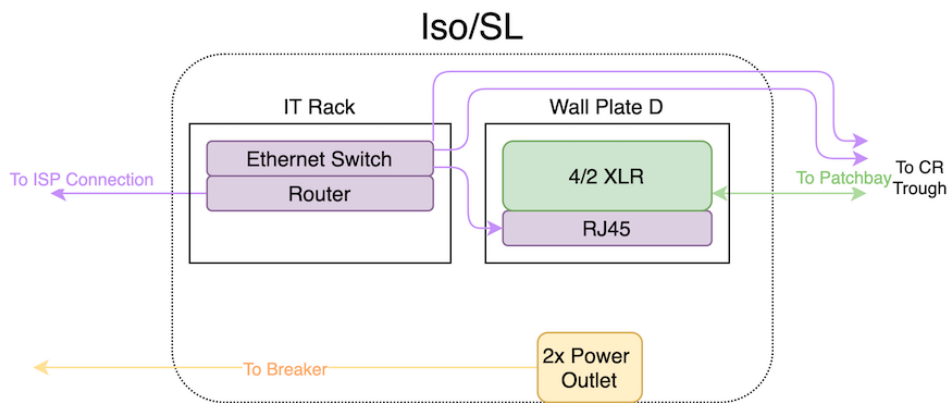 Iso/SL
IT Rack
Wall Plate D
Ethernet Switch
Router
4/2 XLR
RJ45
To ISP Connection
To Patchbay
To CR
Trough
2x Power
Outlet
To Breaker